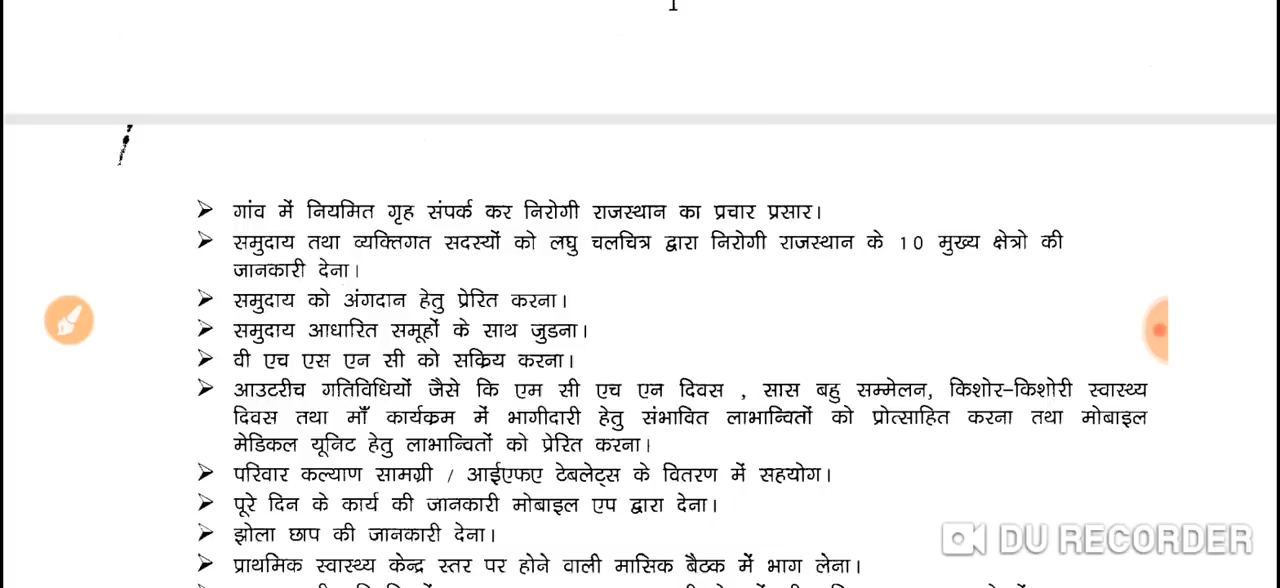 1
➤ गांव में नियमित गृह संपर्क कर निरोगी राजस्थान का प्रचार प्रसार।
➤ समुदाय तथा व्यक्तिगत सदस्यों को लघु चलचित्र द्वारा निरोगी राजस्थान के 10 मुख्य क्षेत्रो की
जानकारी देना।
➤ समुदाय को अंगदान हेतु प्रेरित करना।
➤ समुदाय आधारित समूहों के साथ जुडना।
➤ वी एच एस एन सी को सक्रिय करना।
➤ आउटरीच गतिविधियों जैसे कि एम सी एच एन दिवस , सास बहु सम्मेलन, किशोर-किशोरी स्वास्थ्य
दिवस तथा माँ कार्यक्रम में भागीदारी हेतु संभावित लाभान्वितों को प्रोत्साहित करना तथा मोबाइल
मेडिकल यूनिट हेतु लाभान्वितों को प्रेरित करना।
➤ परिवार कल्याण सामग्री / आईएफए टेबलेट्स के वितरण में सहयोग।
➤ पूरे दिन के कार्य की जानकारी मोबाइल एप द्वारा देना।
➤ झोला छाप की जानकारी देना।
➤ प्राथमिक स्वास्थ्य केन्द्र स्तर पर होने वाली मासिक बैठक में भाग लेना।
DU RECORDER